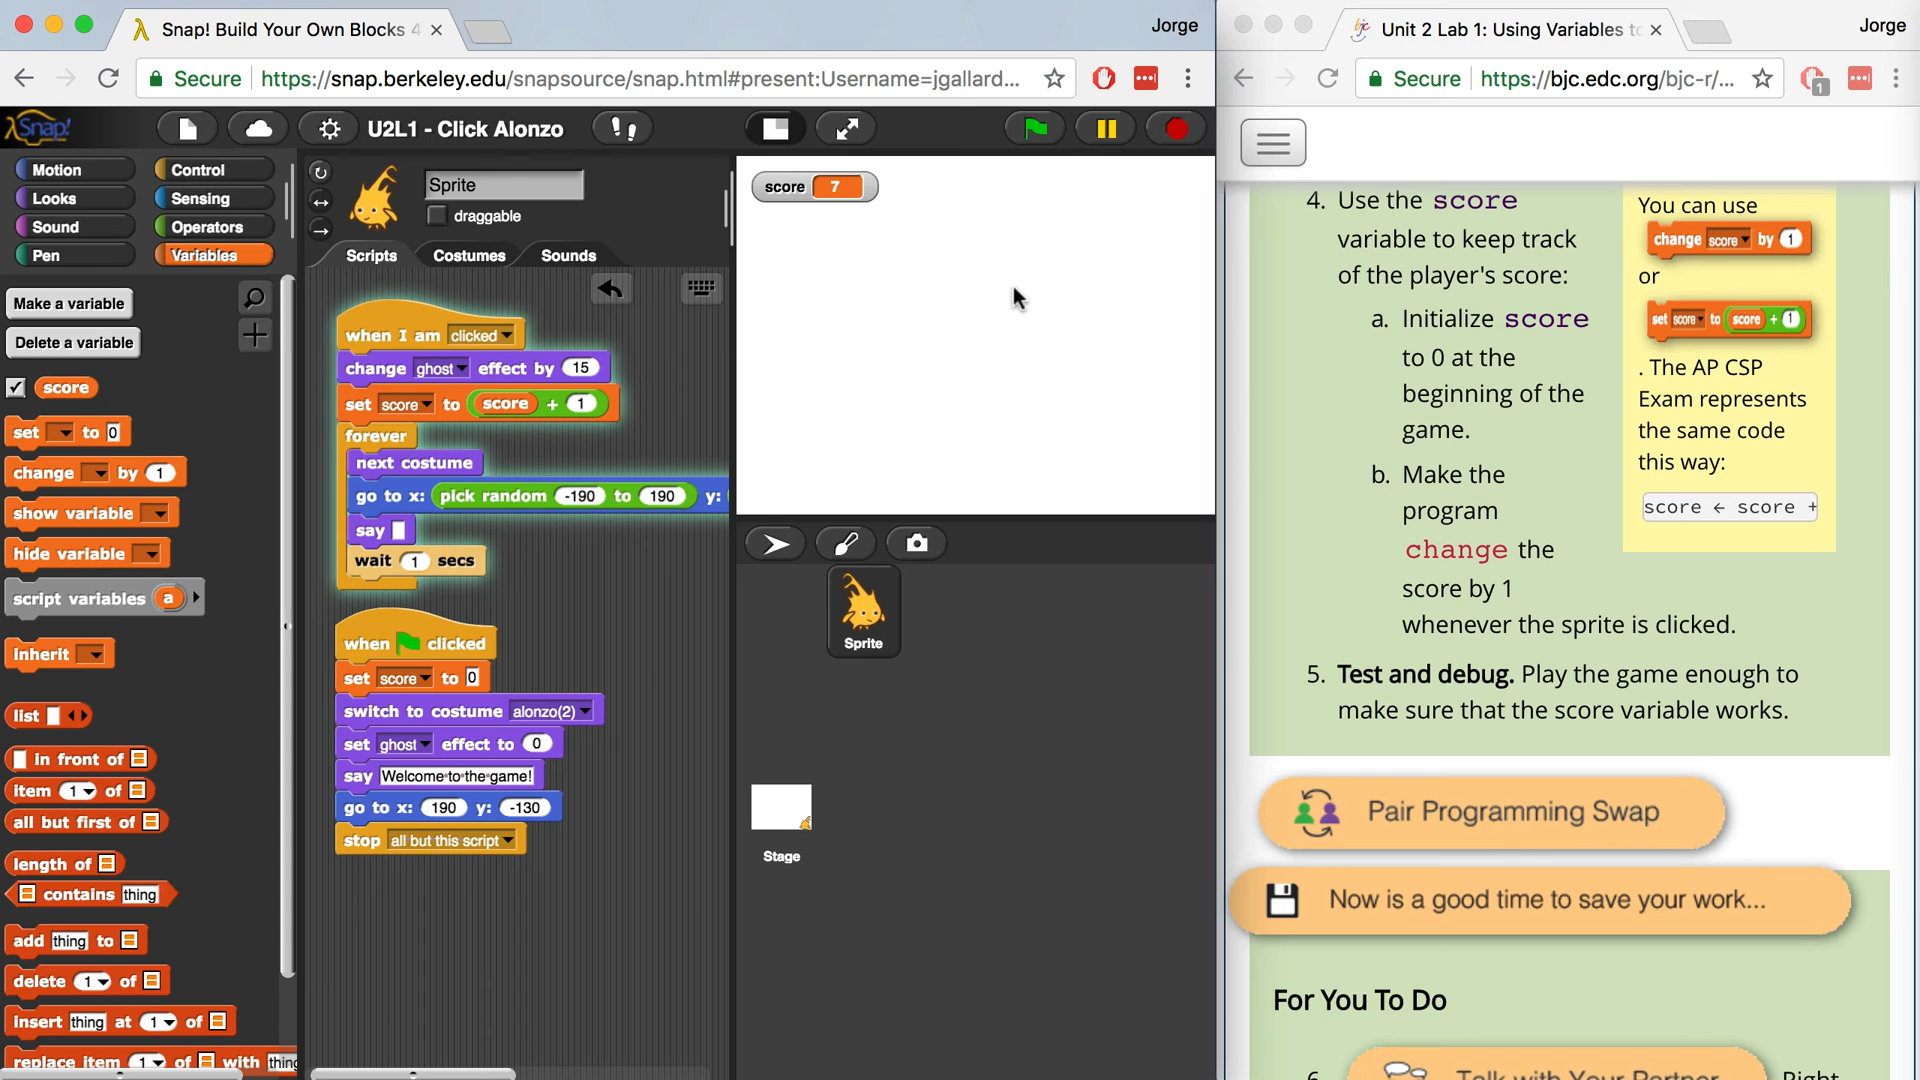 Snap! Build Your Own Blocks 4
Jorge
Secure
https://snap.berkeley.edu/snapsource/snap.html#present:Username=jgallard...
Snap!
U2L1 - Click Alonzo
Motion
Control
Looks
Sensing
Sound
Operators
Pen
Variables
Make a variable
Delete a variable
score
set to 0
change by 1
show variable
hide variable
script variables a
inherit
list
in front of
item 1 of
all but first of
length of
contains thing
add thing to
delete 1 of
insert thing at 1 of
replace item 1 of with thing
Sprite
draggable
Scripts
Costumes
Sounds
when I am clicked
change ghost effect by 15
set score to score + 1
forever
next costume
go to x: pick random -190 to 190 y:
say
wait 1 secs
when clicked
set score to 0
switch to costume alonzo(2)
set ghost effect to 0
say Welcome·to·the·game!
go to x: 190 y: -130
stop all but this script
score 7
Sprite
Stage
Unit 2 Lab 1: Using Variables to
Jorge
Secure
https://bjc.edc.org/bjc-r/...
1
4. Use the score
variable to keep track
of the player's score:
a. Initialize score
to 0 at the
beginning of the
game.
b. Make the
program
change the
score by 1
whenever the sprite is clicked.
You can use
change score by 1
or
set score to score + 1
. The AP CSP
Exam represents
the same code
this way:
score ← score +
5. Test and debug. Play the game enough to
make sure that the score variable works.
Pair Programming Swap
Now is a good time to save your work...
For You To Do
6.
Talk with Your Partner
Right